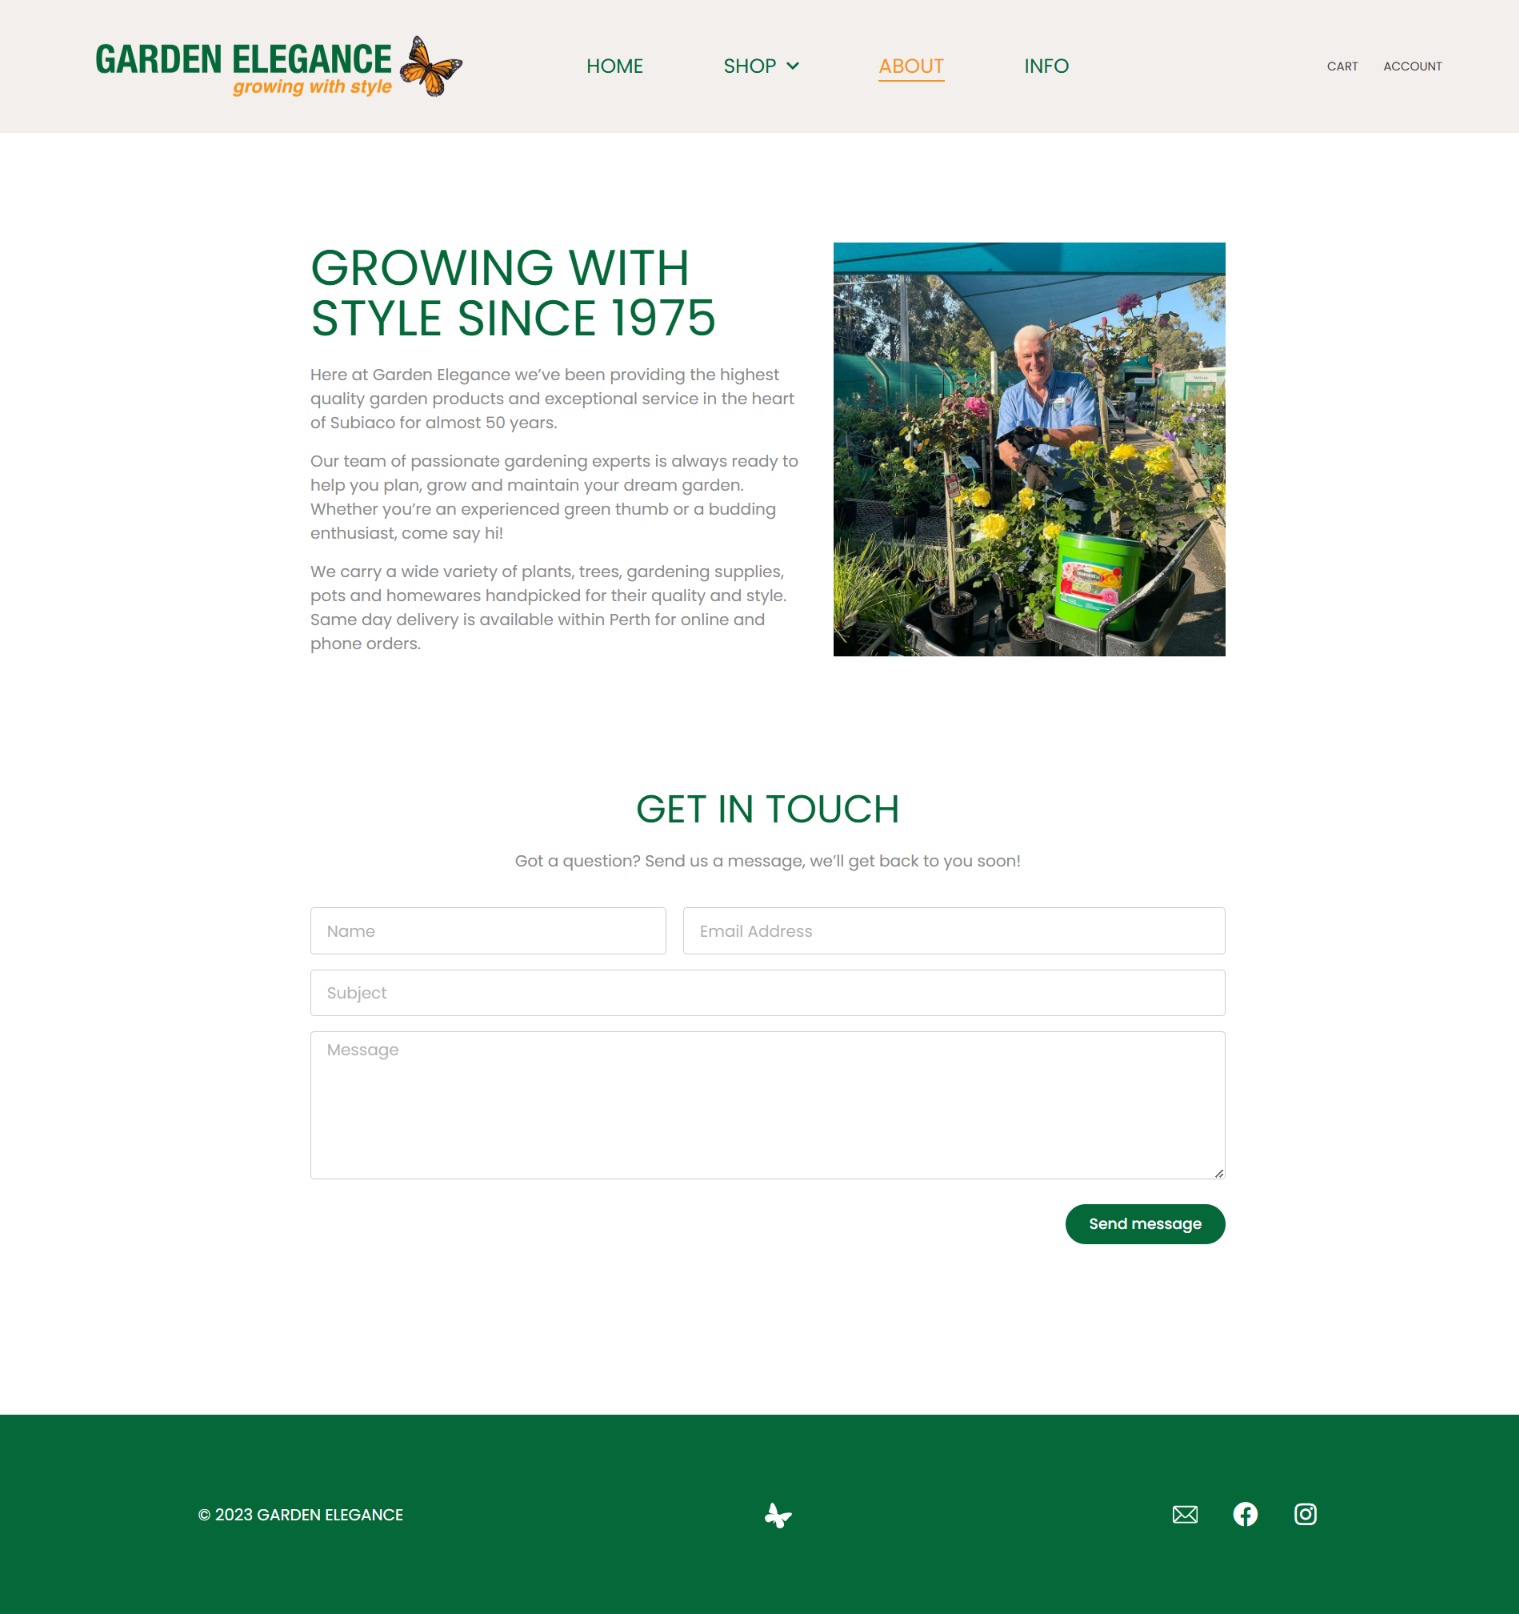 GARDEN ELEGANCE
growing with style
HOME
SHOP
ABOUT
INFO
CART
ACCOUNT
GROWING WITH
STYLE SINCE 1975
Here at Garden Elegance we’ve been providing the highest
quality garden products and exceptional service in the heart
of Subiaco for almost 50 years.
Our team of passionate gardening experts is always ready to
help you plan, grow and maintain your dream garden.
Whether you’re an experienced green thumb or a budding
enthusiast, come say hi!
We carry a wide variety of plants, trees, gardening supplies,
pots and homewares handpicked for their quality and style.
Same day delivery is available within Perth for online and
phone orders.
GET IN TOUCH
Got a question? Send us a message, we’ll get back to you soon!
Name
Email Address
Subject
Message
Send message
© 2023 GARDEN ELEGANCE